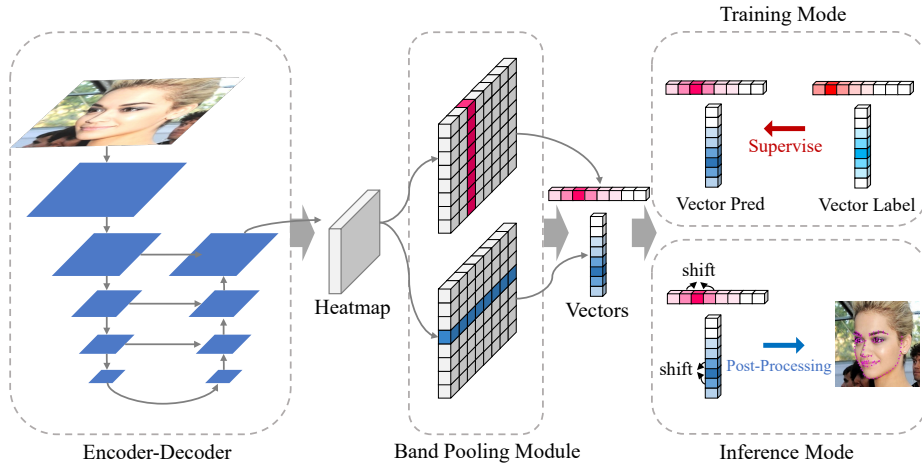 Training Mode
Supervise
Vector Pred
Vector Label
Heatmap
Vectors
shift
shift
Post-Processing
Encoder-Decoder
Band Pooling Module
Inference Mode